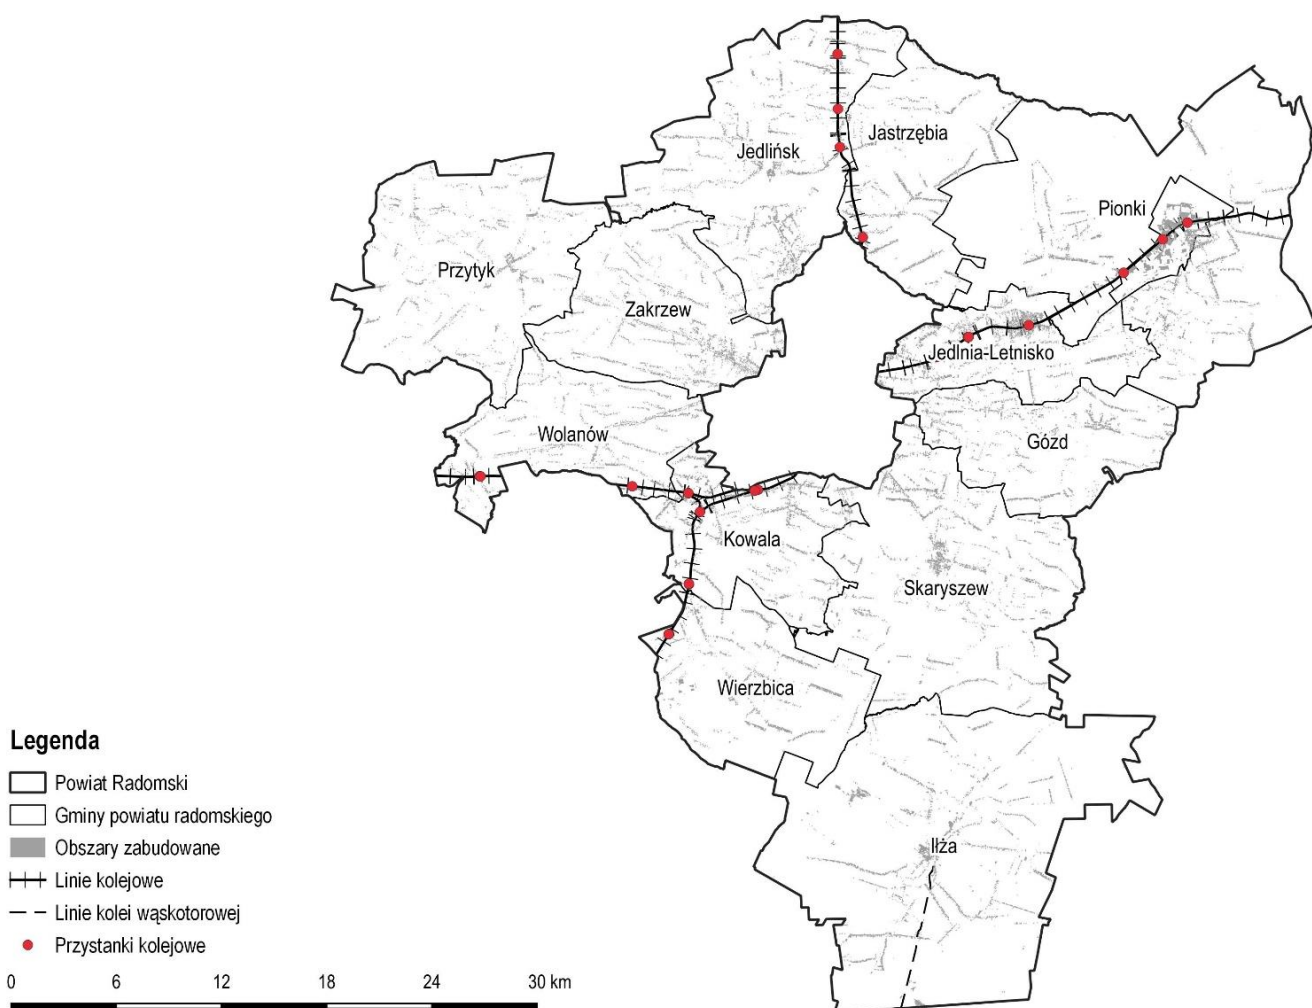 Jastrzębia
Jedlińsk
Pionki
Przytyk
Zakrzew
Jedlnia-Letnisko
Wolanów
Gózd
Kowala
Skaryszew
Wierzbica
Iłża
Legenda
Powiat Radomski
Gminy powiatu radomskiego
Obszary zabudowane
Linie kolejowe
Linie kolei wąskotorowej
Przystanki kolejowe
0 6 12 18 24 30 km